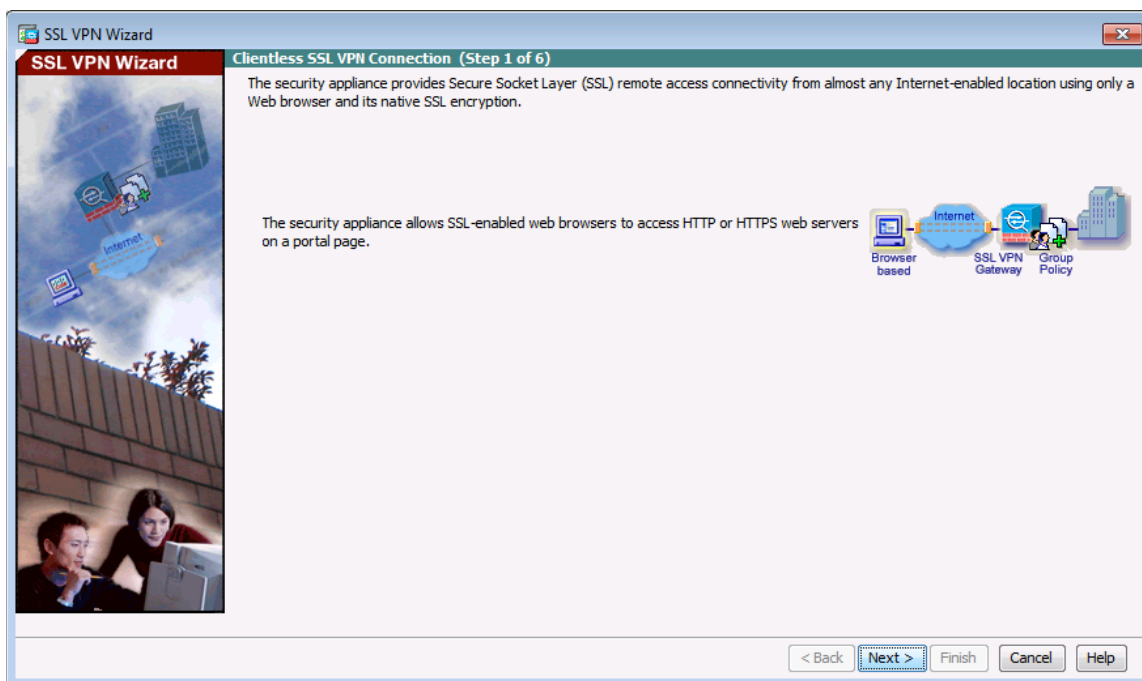 SSL VPN Wizard
SSL VPN Wizard
Clientless SSL VPN Connection (Step 1 of 6)
The security appliance provides Secure Socket Layer (SSL) remote access connectivity from almost any Internet-enabled location using only a
Web browser and its native SSL encryption.
Internet
The security appliance allows SSL-enabled web browsers to access HTTP or HTTPS web servers
on a portal page.
Internet
Browser
based
SSL VPN
Gateway
Group
Policy
< Back
Next >
Finish
Cancel
Help